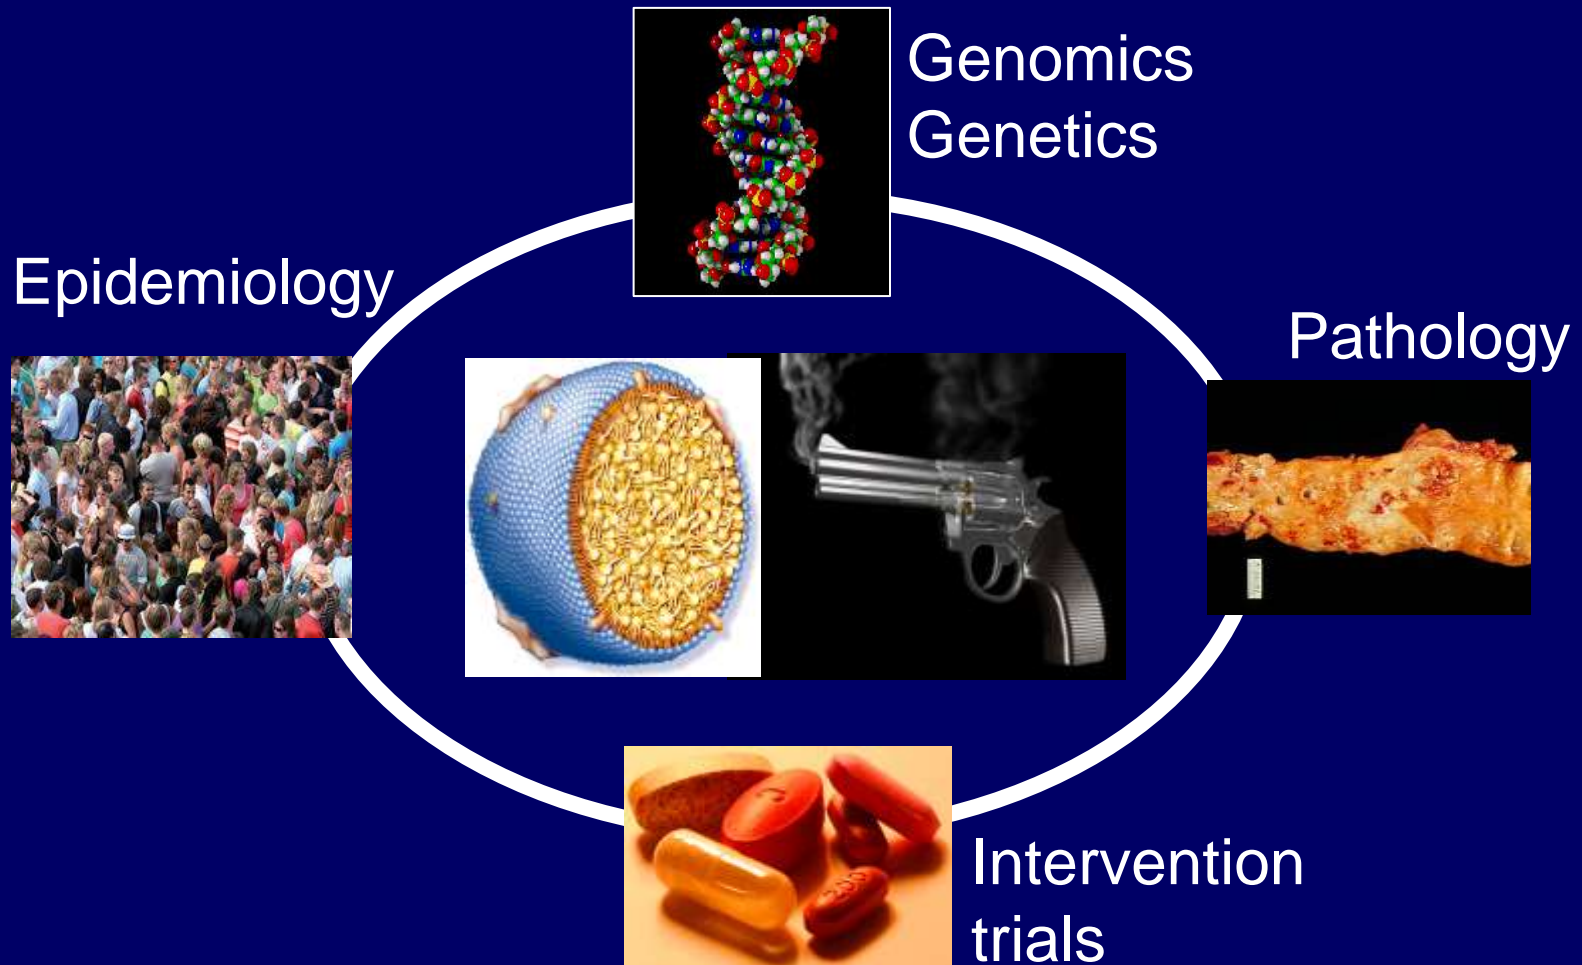 Genomics
Genetics
Epidemiology
Pathology
Intervention
trials